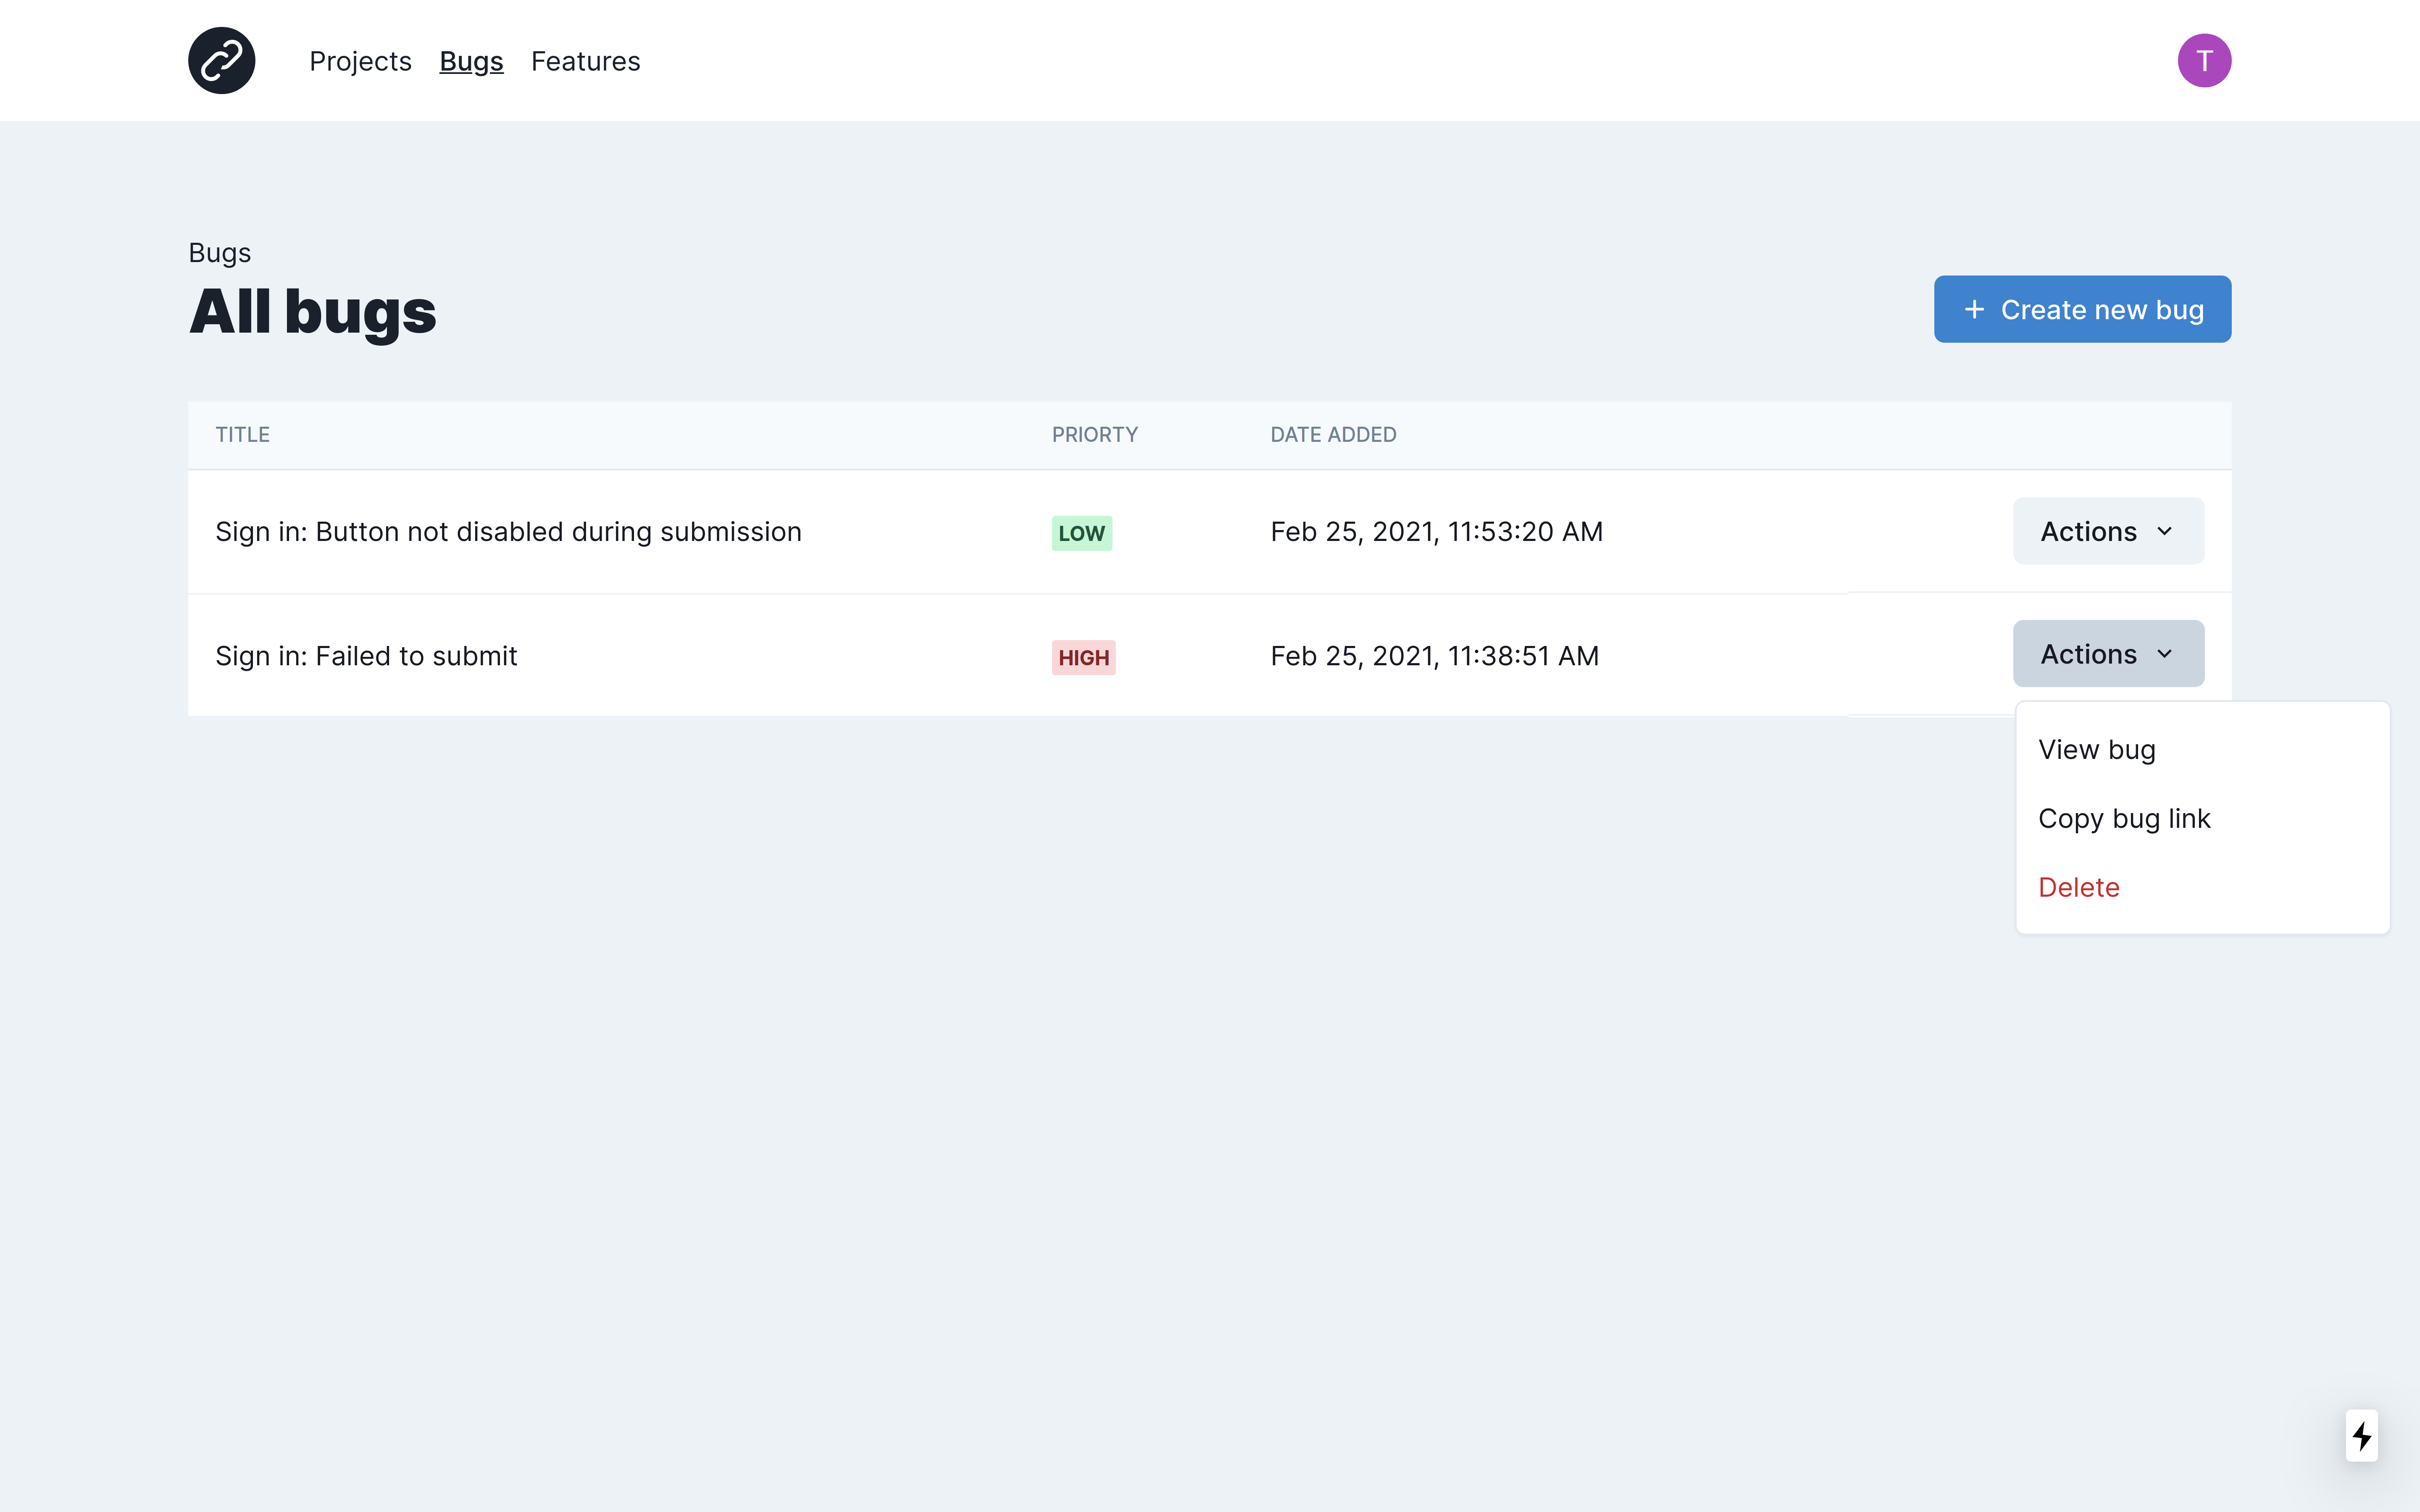 Projects Bugs Features T
Bugs
All bugs
+ Create new bug
TITLE PRIORTY DATE ADDED
Sign in: Button not disabled during submission LOW Feb 25, 2021, 11:53:20 AM Actions
Sign in: Failed to submit HIGH Feb 25, 2021, 11:38:51 AM Actions
View bug
Copy bug link
Delete